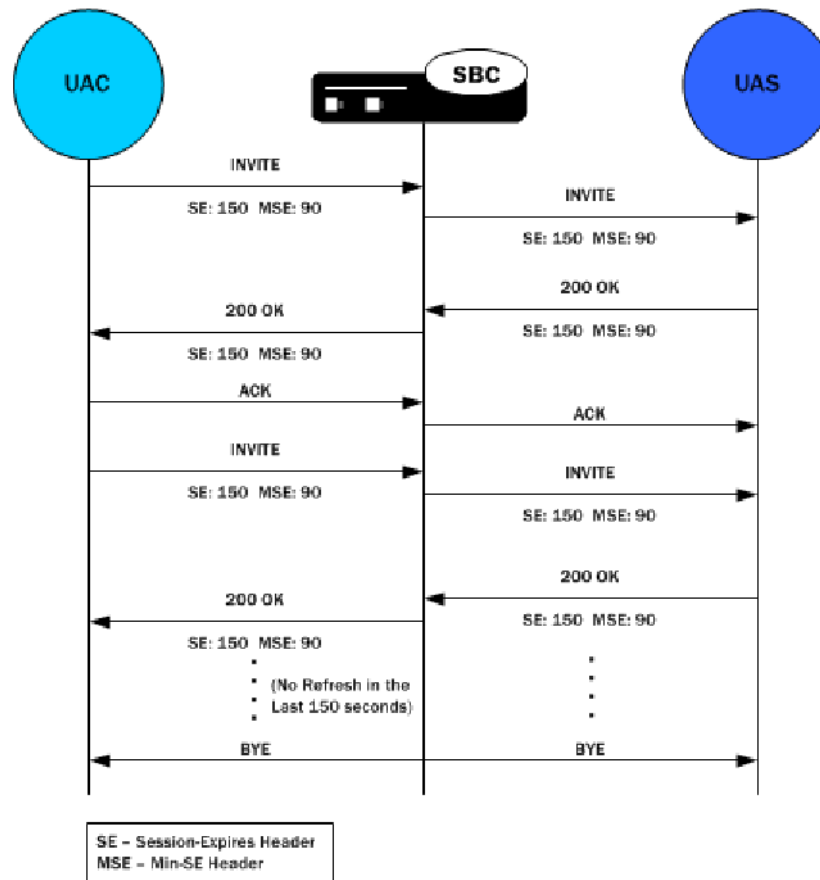 UAC
SBC
UAS
INVITE
SE: 150 MSE: 90
INVITE
SE: 150 MSE: 90
200 OK
SE: 150 MSE: 90
200 OK
SE: 150 MSE: 90
ACK
ACK
INVITE
SE: 150 MSE: 90
INVITE
SE: 150 MSE: 90
200 OK
SE: 150 MSE: 90
200 OK
SE: 150 MSE: 90
(No Refresh in the
Last 150 seconds)
BYE
BYE
SE – Session-Expires Header
MSE – Min-SE Header